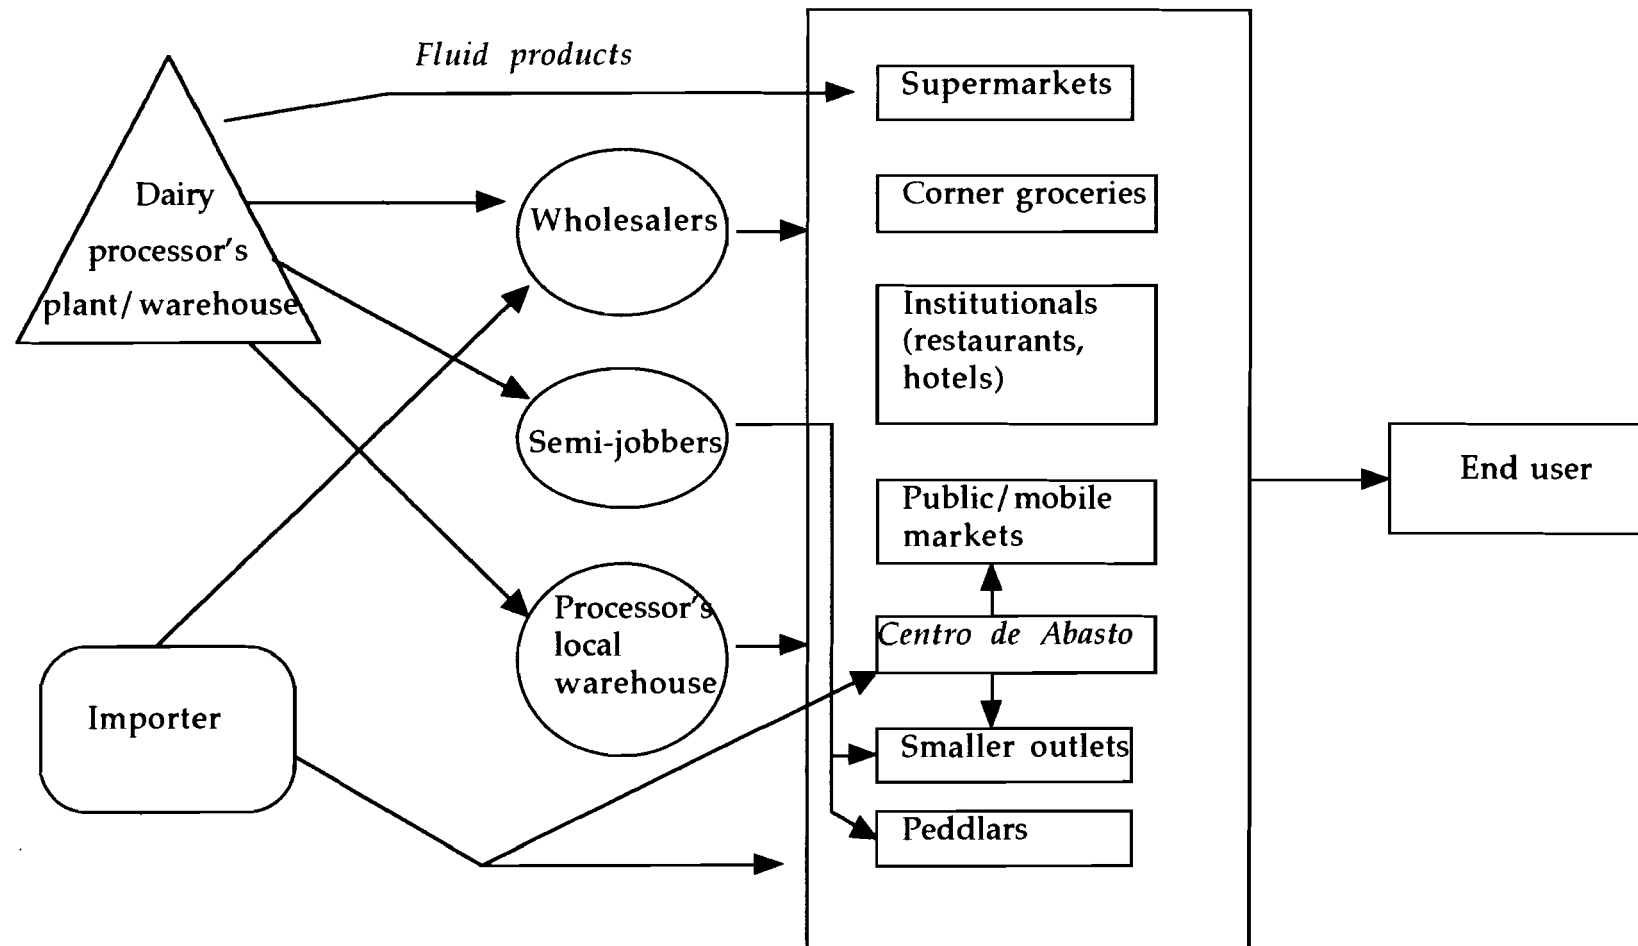 Fluid products
Supermarkets
Dairy
processor's
plant/warehouse
Wholesalers
Corner groceries
Institutionals
(restaurants,
hotels)
Semi-jobbers
Public/mobile
markets
End user
Processor's
local
warehouse
Centro de Abasto
Importer
Smaller outlets
Peddlars